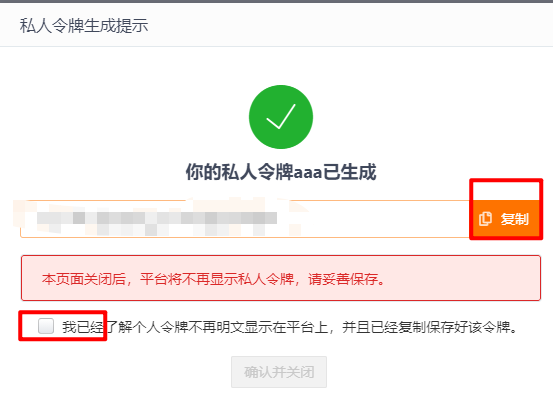 私人令牌生成提示
你的私人令牌aaa已生成
复制
本页面关闭后，平台将不再显示私人令牌，请妥善保存。
我已经了解个人令牌不再明文显示在平台上，并且已经复制保存好该令牌。
确认并关闭